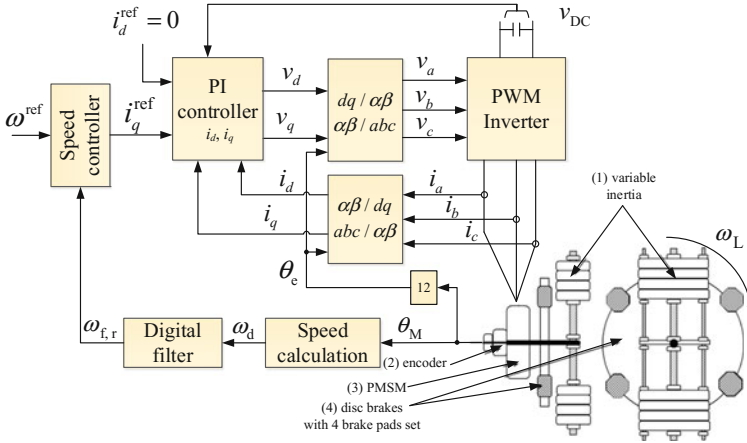 i_d^ref = 0
v_DC
ω^ref
Speed controller
i_q^ref
PI
controller
i_d, i_q
v_d
v_q
dq / αβ
αβ / abc
v_a
v_b
v_c
PWM
Inverter
i_d
i_q
αβ / dq
abc / αβ
i_a
i_b
i_c
(1) variable
inertia
ω_L
θ_e
12
ω_f, r
Digital
filter
ω_d
Speed
calculation
θ_M
(2) encoder
(3) PMSM
(4) disc brakes
with 4 brake pads set